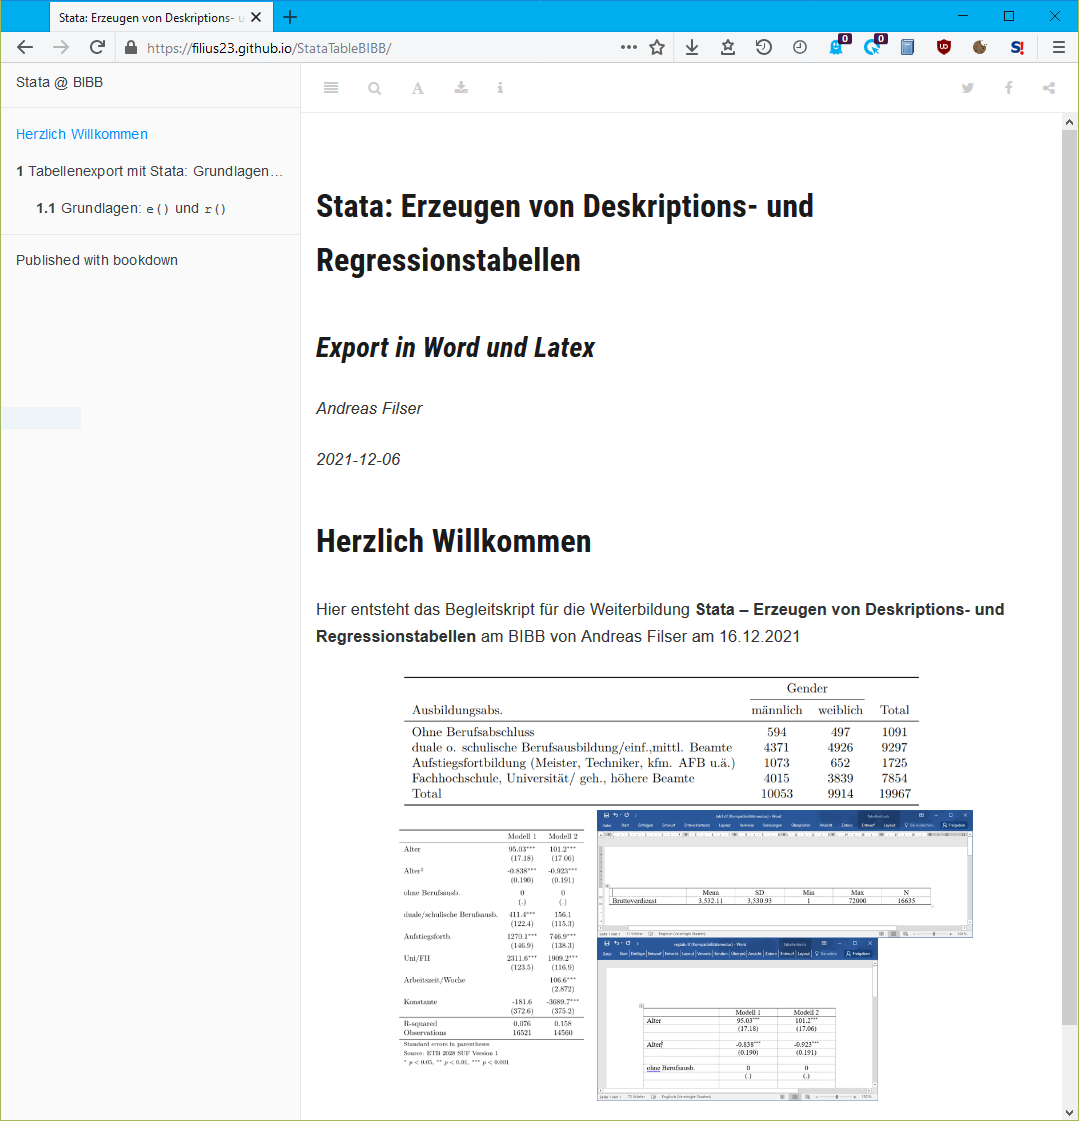 Stata: Erzeugen von Deskriptions- u
https://filius23.github.io/StataTableBIBB/
0
0
S!
Stata @ BIBB
Herzlich Willkommen
1 Tabellenexport mit Stata: Grundlagen…
1.1 Grundlagen: e() und r()
Published with bookdown
Stata: Erzeugen von Deskriptions- und
Regressionstabellen
Export in Word und Latex
Andreas Filser
2021-12-06
Herzlich Willkommen
Hier entsteht das Begleitskript für die Weiterbildung Stata – Erzeugen von Deskriptions- und
Regressionstabellen am BIBB von Andreas Filser am 16.12.2021
Gender
Ausbildungsabs. männlich weiblich Total
Ohne Berufsabschluss 594 497 1091
duale o. schulische Berufsausbildung/einf.,mittl. Beamte 4371 4926 9297
Aufstiegsfortbildung (Meister, Techniker, kfm. AFB u.ä.) 1073 652 1725
Fachhochschule, Universität/ geh., höhere Beamte 4015 3839 7854
Total 10053 9914 19967
Modell 1 Modell 2
Alter 95.03*** 101.2***
(17.18) (17.06)
Alter² -0.838*** -0.923***
(0.190) (0.191)
ohne Berufsausb. 0 0
(.) (.)
duale/schulische Berufsausb. 411.4*** 156.1
(122.4) (115.3)
Aufstiegsforth. 1270.1*** 746.9***
(146.9) (138.3)
Uni/FH 2311.6*** 1909.2***
(123.5) (116.9)
Arbeitszeit/Woche 106.6***
(2.872)
Konstante -181.6 -3689.7***
(372.6) (375.2)
R-squared 0.076 0.158
Observations 16521 14560
Standard errors in parentheses
Source: ETB 2028 SUF Version 1
* p < 0.05, ** p < 0.01, *** p < 0.001
Mean SD Min Max N
Bruttoverdienst 3,532.11 3,530.93 1 72000 16635
Modell 1 Modell 2
Alter 95.03*** 101.2***
(17.18) (17.06)
Alter² -0.838*** -0.923***
(0.190) (0.191)
ohne Berufsausb. 0 0
(.) (.)